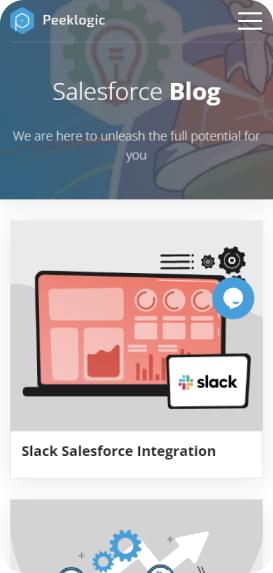 Peeklogic
Salesforce Blog
We are here to unleash the full potential for
you
slack
Slack Salesforce Integration